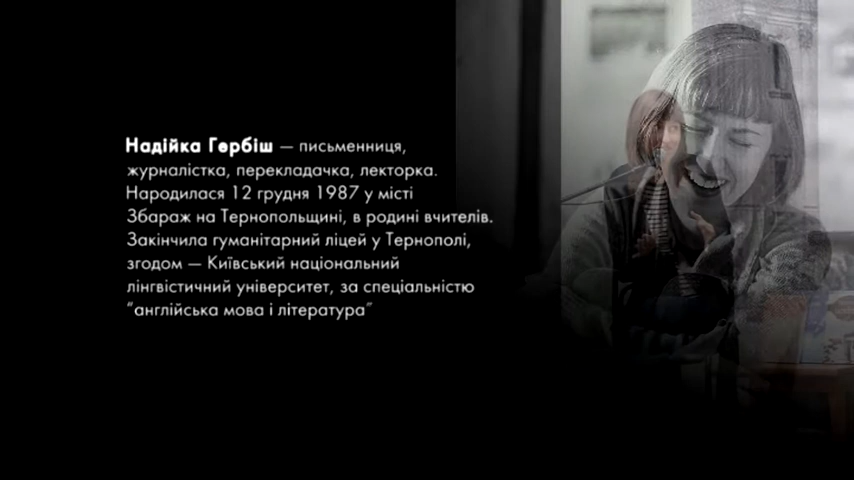 Надійка Гербіш — письменниця,
журналістка, перекладачка, лекторка.
Народилася 12 грудня 1987 у місті
Збараж на Тернопольщині, в родині вчителів.
Закінчила гуманітарний ліцей у Тернополі,
згодом — Київський національний
лінгвістичний університет, за спеціальністю
“англійська мова і література”